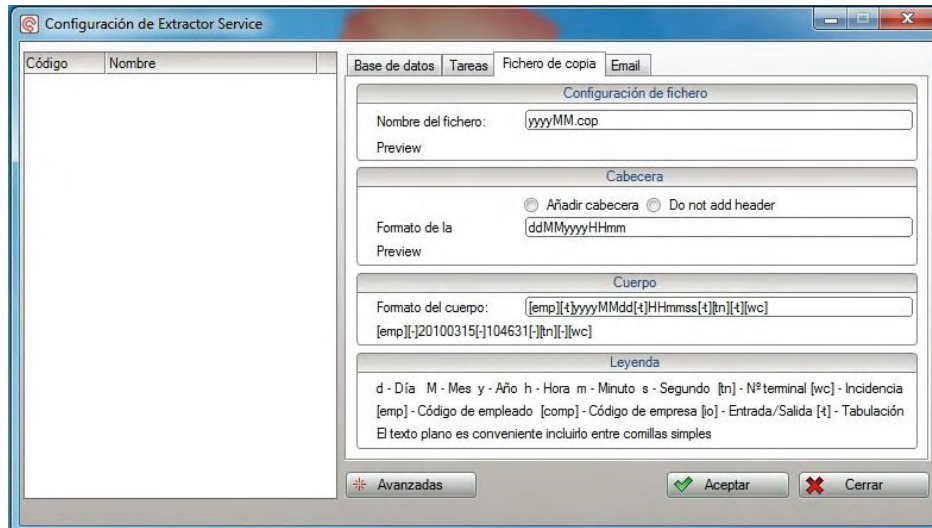 Configuración de Extractor Service
Código Nombre
Base de datos Tareas Fichero de copia Email
Configuración de fichero
Nombre del fichero: yyyyMM.cop
Preview
Cabecera
Añadir cabecera Do not add header
Formato de la ddMMyyyyHHmm
Preview
Cuerpo
Formato del cuerpo: [emp][-t]yyyyMMdd[-t]HHmmss[-t][tn][-t][wc]
[emp][-]20100315[-]104631[-][tn][-][wc]
Leyenda
d - Día M - Mes y - Año h - Hora m - Minuto s - Segundo [tn] - Nº terminal [wc] - Incidencia
[emp] - Código de empleado [comp] - Código de empresa [io] - Entrada/Salida [-t] - Tabulación
El texto plano es conveniente incluirlo entre comillas simples
Avanzadas Aceptar Cerrar